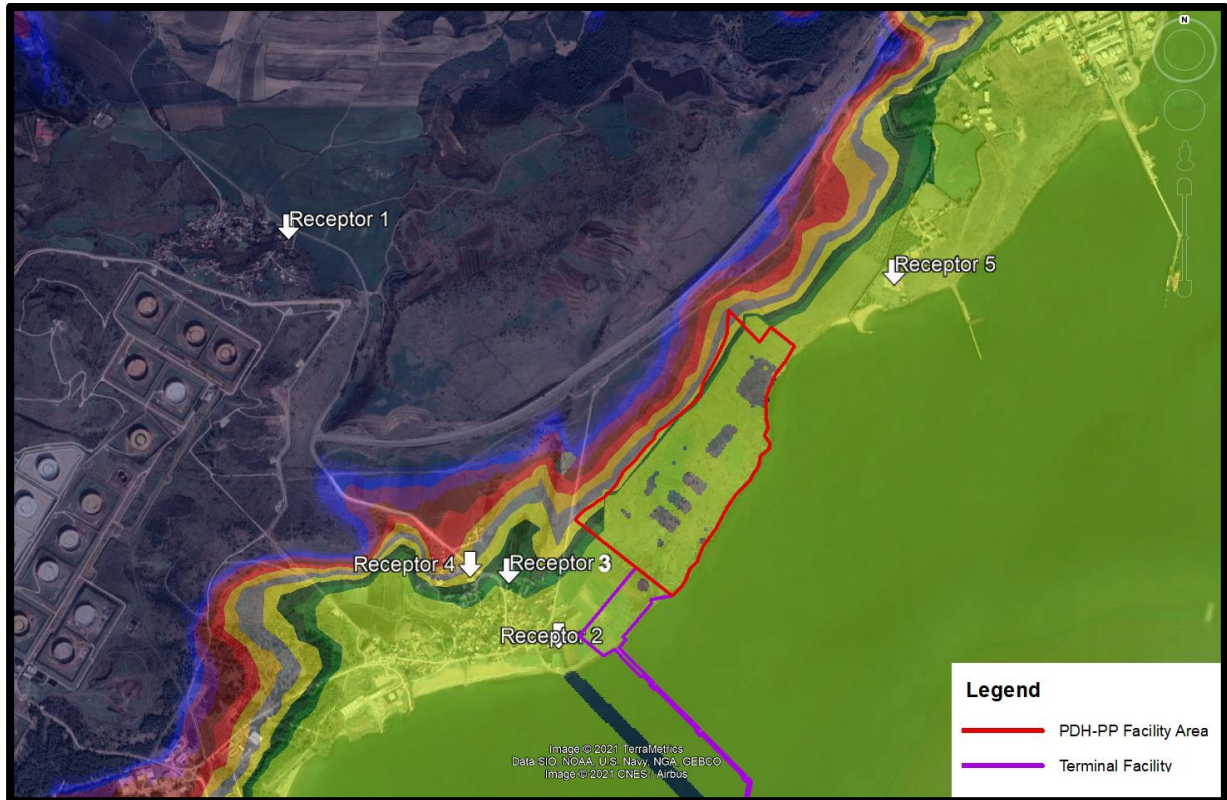 N
Receptor 1
Receptor 5
Receptor 4
Receptor 3
Receptor 2
Legend
PDH-PP Facility Area
Terminal Facility
Image © 2021 TerraMetrics
Data SIO, NOAA, U.S. Navy, NGA, GEBCO
Image © 2021 CNES / Airbus